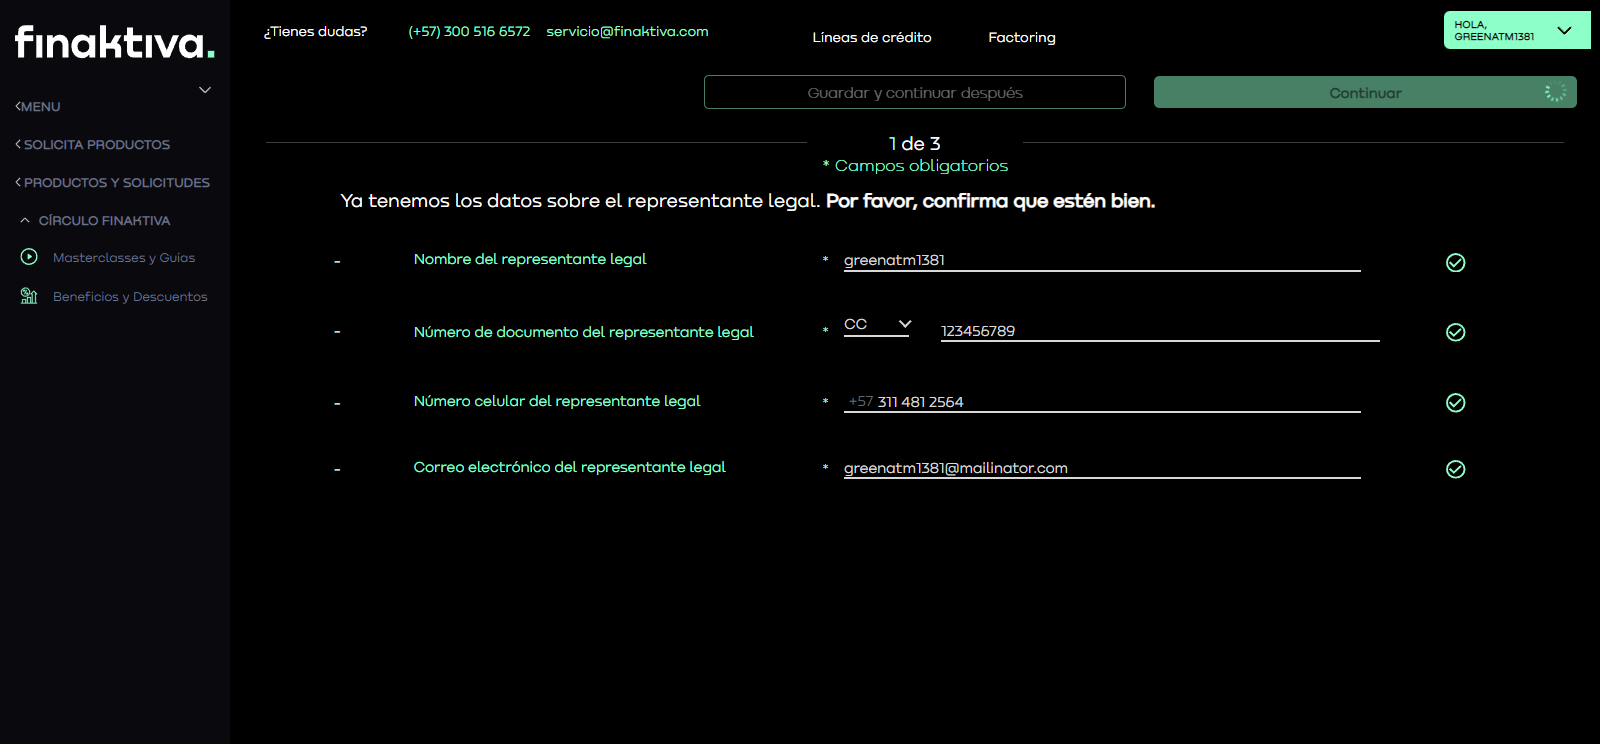 finaktiva.
¿Tienes dudas?
(+57) 300 516 6572
servicio@finaktiva.com
Líneas de crédito
Factoring
HOLA,
GREENATM1381
MENU
SOLICITA PRODUCTOS
PRODUCTOS Y SOLICITUDES
CÍRCULO FINAKTIVA
Masterclasses y Guías
Beneficios y Descuentos
Guardar y continuar después
Continuar
1 de 3
* Campos obligatorios
Ya tenemos los datos sobre el representante legal. Por favor, confirma que estén bien.
- Nombre del representante legal * greenatm1381
- Número de documento del representante legal * CC 123456789
- Número celular del representante legal * +57 311 481 2564
- Correo electrónico del representante legal * greenatm1381@mailinator.com